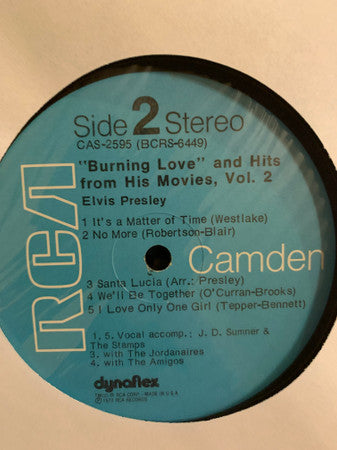 Side 2 Stereo
CAS-2595 (BCRS-6449)
"Burning Love" and Hits
from His Movies, Vol. 2
Elvis Presley
1 It's a Matter of Time (Westlake)
2 No More (Robertson-Blair)
RCA Camden
3 Santa Lucia (Arr.: Presley)
4 We'll Be Together (O'Curran-Brooks)
5 I Love Only One Girl (Tepper-Bennett)
1. 5. Vocal accomp.; J. D. Sumner &
The Stamps
3. with The Jordanaires
4. with The Amigos
dynaflex
MADE IN U.S.A.
RCA RECORDS